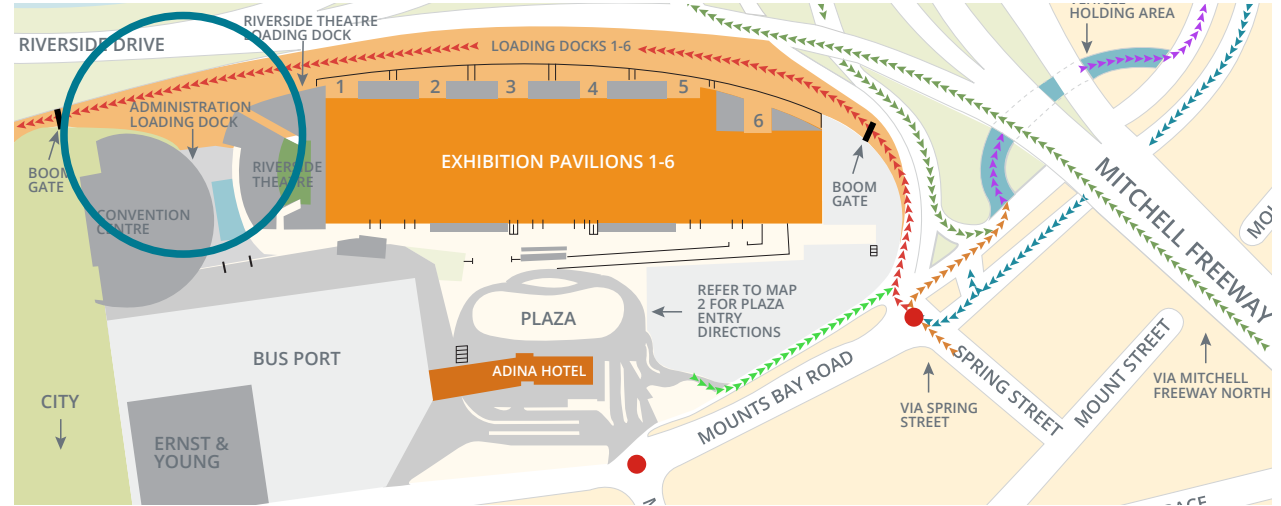 HOLDING AREA
RIVERSIDE THEATRE
LOADING DOCK
RIVERSIDE DRIVE
LOADING DOCKS 1-6
1
2
3
4
5
6
ADMINISTRATION
LOADING DOCK
EXHIBITION PAVILIONS 1-6
RIVERSIDE
THEATRE
BOOM
GATE
BOOM
GATE
CONVENTION
CENTRE
MITCHELL FREEWAY
REFER TO MAP
2 FOR PLAZA
ENTRY
DIRECTIONS
PLAZA
BUS PORT
ADINA HOTEL
MOUNTS BAY ROAD
SPRING STREET
MOUNT STREET
VIA MITCHELL
FREEWAY NORTH
VIA SPRING
STREET
CITY
ERNST &
YOUNG